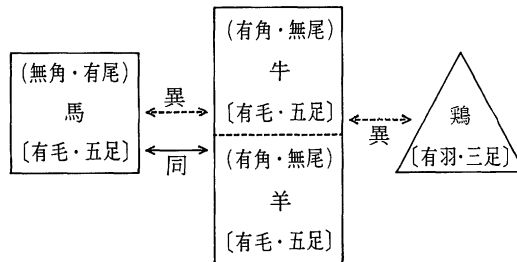 (無角・有尾)
馬
〔有毛・五足〕
異
同
(有角・無尾)
牛
〔有毛・五足〕
(有角・無尾)
羊
〔有毛・五足〕
異
鶏
〔有羽・三足〕